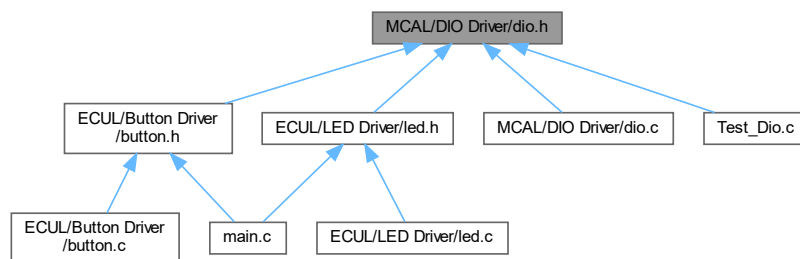 MCAL/DIO Driver/dio.h
ECUL/Button Driver
/button.h
ECUL/LED Driver/led.h
MCAL/DIO Driver/dio.c
Test_Dio.c
ECUL/Button Driver
/button.c
main.c
ECUL/LED Driver/led.c